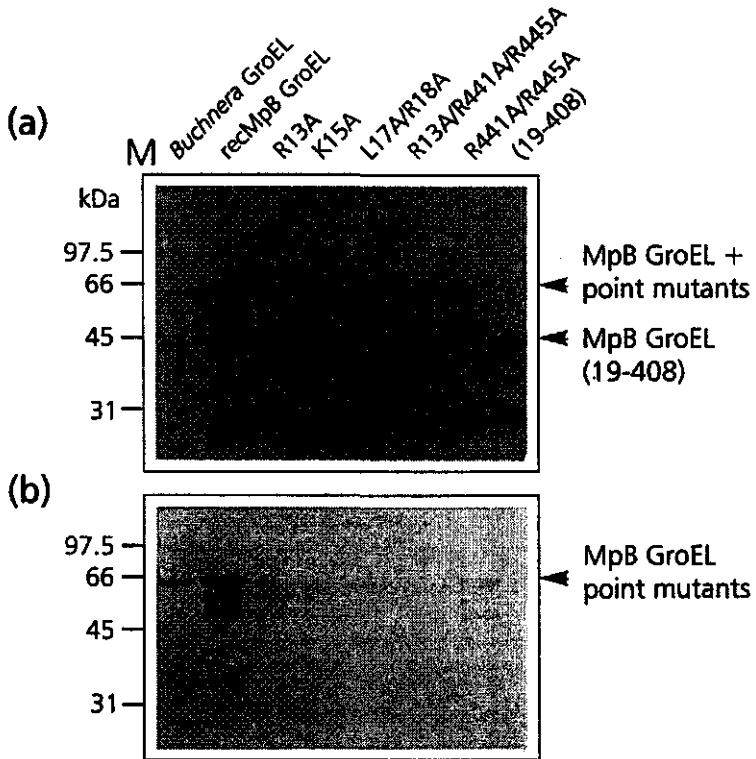 (a)
M
Buchnera GroEL
recMpB GroEL
R13A
K15A
L17A/R18A
R13A/R441A/R445A
R441A/R445A
(19-408)
kDa
97.5
66
45
31
MpB GroEL +
point mutants
MpB GroEL
(19-408)
(b)
97.5
66
45
31
MpB GroEL
point mutants